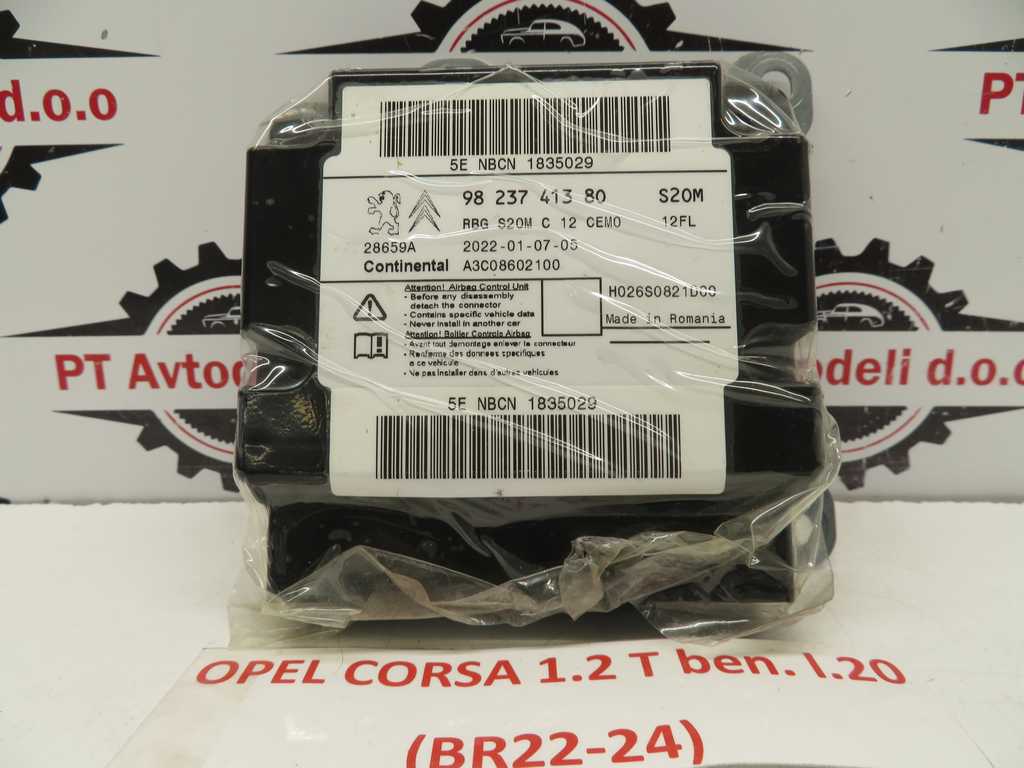 d.o.o
PT
5E NBCN 1835029
98 237 413 80 S20M
RBG S20M C 12 CEMO 12FL
28659A 2022-01-07-05
Continental A3C08602100
Attention! Airbag Control Unit
- Before any disassembly
detach the connector
- Contains specific vehicle data
- Never install in another car
Attention! Boitier Controle Airbag
- Avant tout demontage enlever le connecteur
- Renferme des donnees specifiques
a ce vehicule
- Ne pas installer dans d'autres vehicules
H026S0821D00
Made in Romania
5E NBCN 1835029
PT Avtod
odeli d.o.o
OPEL CORSA 1.2 T ben. l.20
(BR22-24)